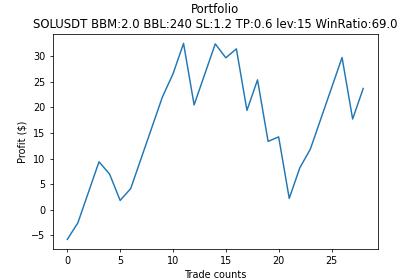 Portfolio
SOLUSDT BBM:2.0 BBL:240 SL:1.2 TP:0.6 lev:15 WinRatio:69.0
Profit ($)
30
25
20
15
10
5
0
−5
0 5 10 15 20 25
Trade counts